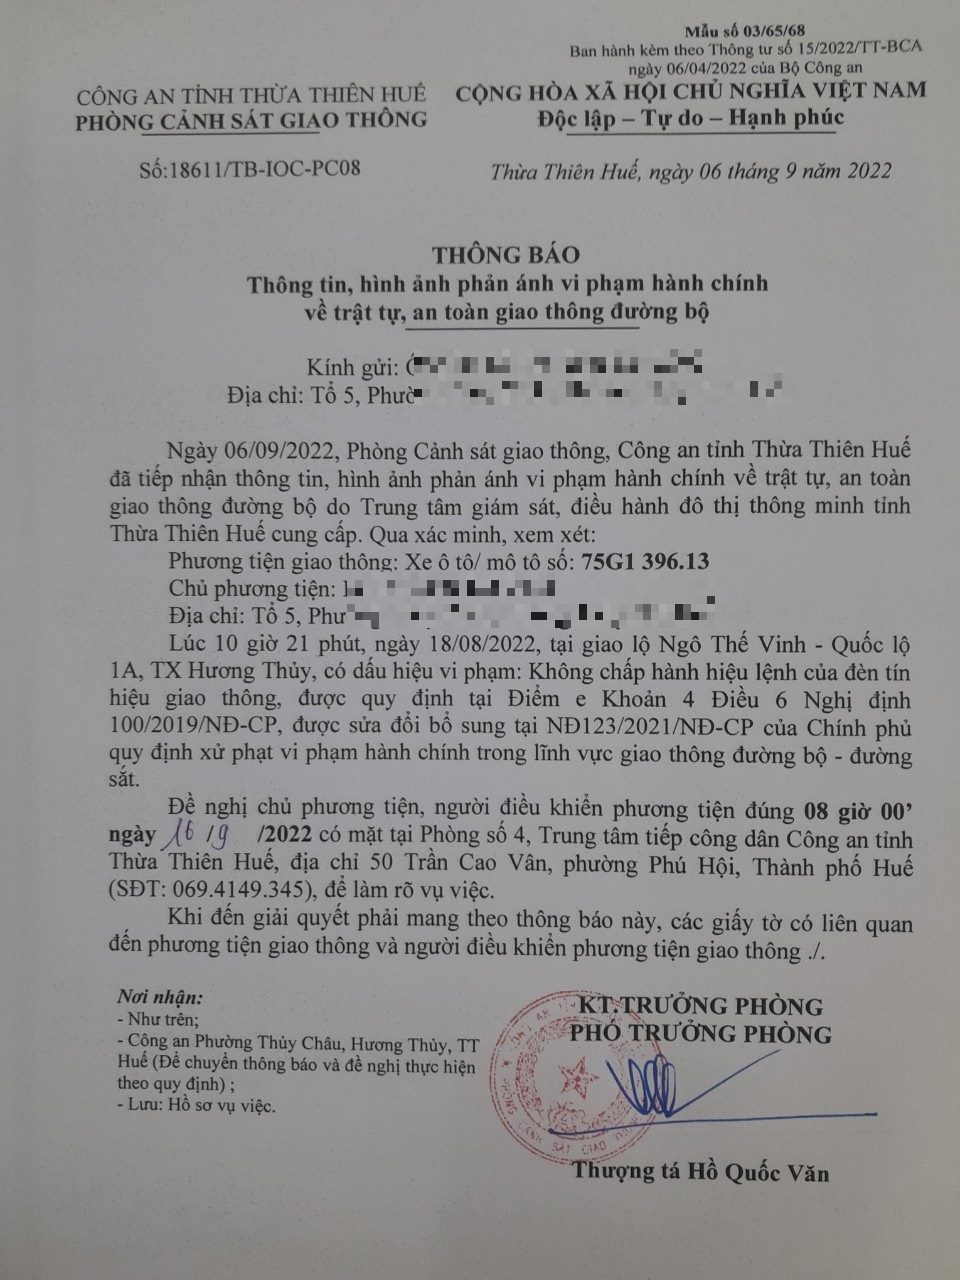 Mẫu số 03/65/68
Ban hành kèm theo Thông tư số 15/2022/TT-BCA
ngày 06/04/2022 của Bộ Công an
CÔNG AN TỈNH THỪA THIÊN HUẾ
PHÒNG CẢNH SÁT GIAO THÔNG
CỘNG HÒA XÃ HỘI CHỦ NGHĨA VIỆT NAM
Độc lập – Tự do – Hạnh phúc
Số:18611/TB-IOC-PC08
Thừa Thiên Huế, ngày 06 tháng 9 năm 2022
THÔNG BÁO
Thông tin, hình ảnh phản ánh vi phạm hành chính
về trật tự, an toàn giao thông đường bộ
Kính gửi:
Địa chỉ: Tổ 5,
Ngày 06/09/2022, Phòng Cảnh sát giao thông, Công an tỉnh Thừa Thiên Huế
đã tiếp nhận thông tin, hình ảnh phản ánh vi phạm hành chính về trật tự, an toàn
giao thông đường bộ do Trung tâm giám sát, điều hành đô thị thông minh tỉnh
Thừa Thiên Huế cung cấp. Qua xác minh, xem xét:
Phương tiện giao thông: Xe ô tô/ mô tô số: 75G1 396.13
Chủ phương tiện:
Địa chỉ: Tổ 5,
Lúc 10 giờ 21 phút, ngày 18/08/2022, tại giao lộ Ngô Thế Vinh - Quốc lộ
1A, TX Hương Thủy, có dấu hiệu vi phạm: Không chấp hành hiệu lệnh của đèn tín
hiệu giao thông, được quy định tại Điểm e Khoản 4 Điều 6 Nghị định
100/2019/NĐ-CP, được sửa đổi bổ sung tại NĐ123/2021/NĐ-CP của Chính phủ
quy định xử phạt vi phạm hành chính trong lĩnh vực giao thông đường bộ - đường
sắt.
Đề nghị chủ phương tiện, người điều khiển phương tiện đúng 08 giờ 00’
ngày 16/9 /2022 có mặt tại Phòng số 4, Trung tâm tiếp công dân Công an tỉnh
Thừa Thiên Huế, địa chỉ 50 Trần Cao Vân, phường Phú Hội, Thành phố Huế
(SĐT: 069.4149.345), để làm rõ vụ việc.
Khi đến giải quyết phải mang theo thông báo này, các giấy tờ có liên quan
đến phương tiện giao thông và người điều khiển phương tiện giao thông ./.
Nơi nhận:
- Như trên;
- Công an Phường Thủy Châu, Hương Thủy, TT
Huế (Để chuyển thông báo và đề nghị thực hiện
theo quy định) ;
- Lưu: Hồ sơ vụ việc.
KT.TRƯỞNG PHÒNG
PHÓ TRƯỞNG PHÒNG
CẢNH SÁT GIAO
Thượng tá Hồ Quốc Văn